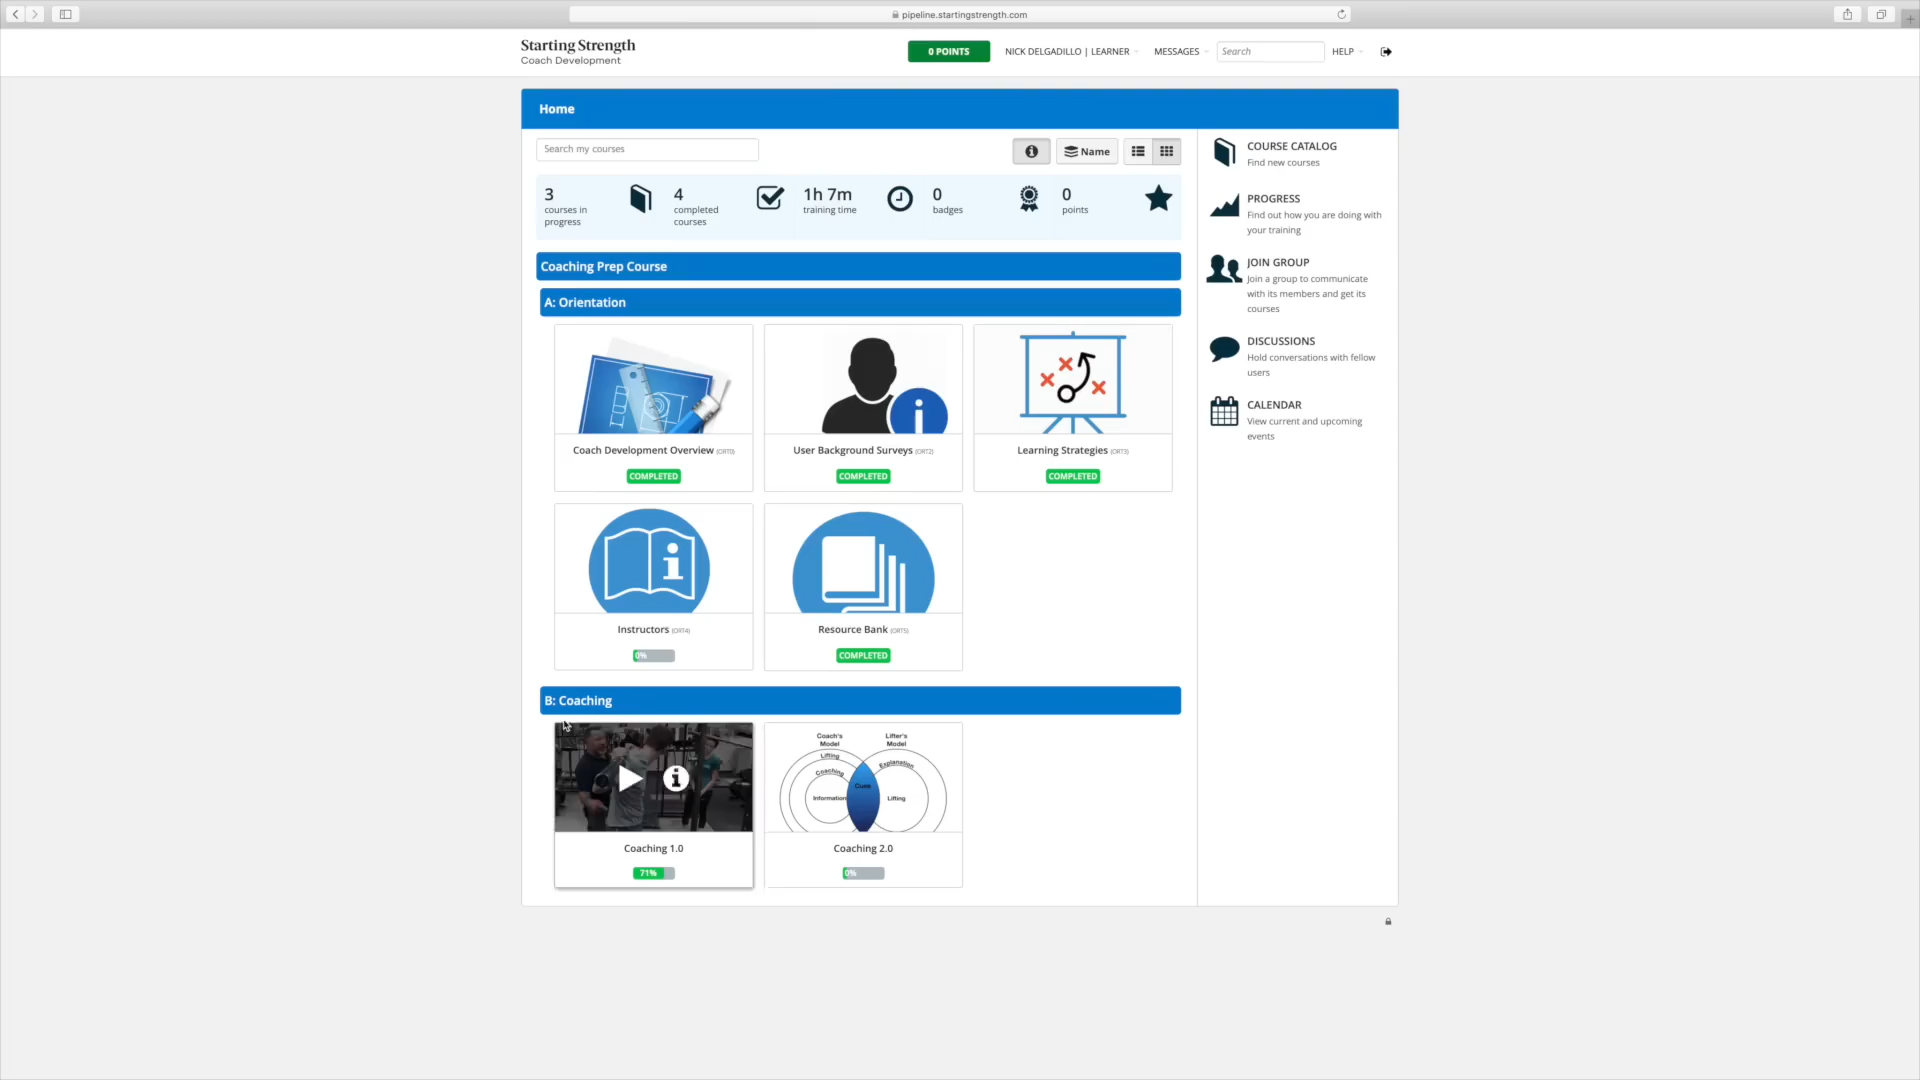 pipeline.startingstrength.com
Starting Strength
Coach Development
0 POINTS
NICK DELGADILLO | LEARNER
MESSAGES
Search
HELP
Home
Search my courses
Name
3
courses in
progress
4
completed
courses
1h 7m
training time
0
badges
0
points
COURSE CATALOG
Find new courses
PROGRESS
Find out how you are doing with
your training
JOIN GROUP
Join a group to communicate
with its members and get its
courses
DISCUSSIONS
Hold conversations with fellow
users
CALENDAR
View current and upcoming
events
Coaching Prep Course
A: Orientation
Coach Development Overview (ORT0)
COMPLETED
User Background Surveys (ORT2)
COMPLETED
Learning Strategies (ORT3)
COMPLETED
Instructors (ORT4)
0%
Resource Bank (ORT5)
COMPLETED
B: Coaching
Coaching 1.0
71%
Coach's
Model
Lifter's
Model
Lifting
Coaching
Information
Cues
Explanation
Lifting
Coaching 2.0
0%